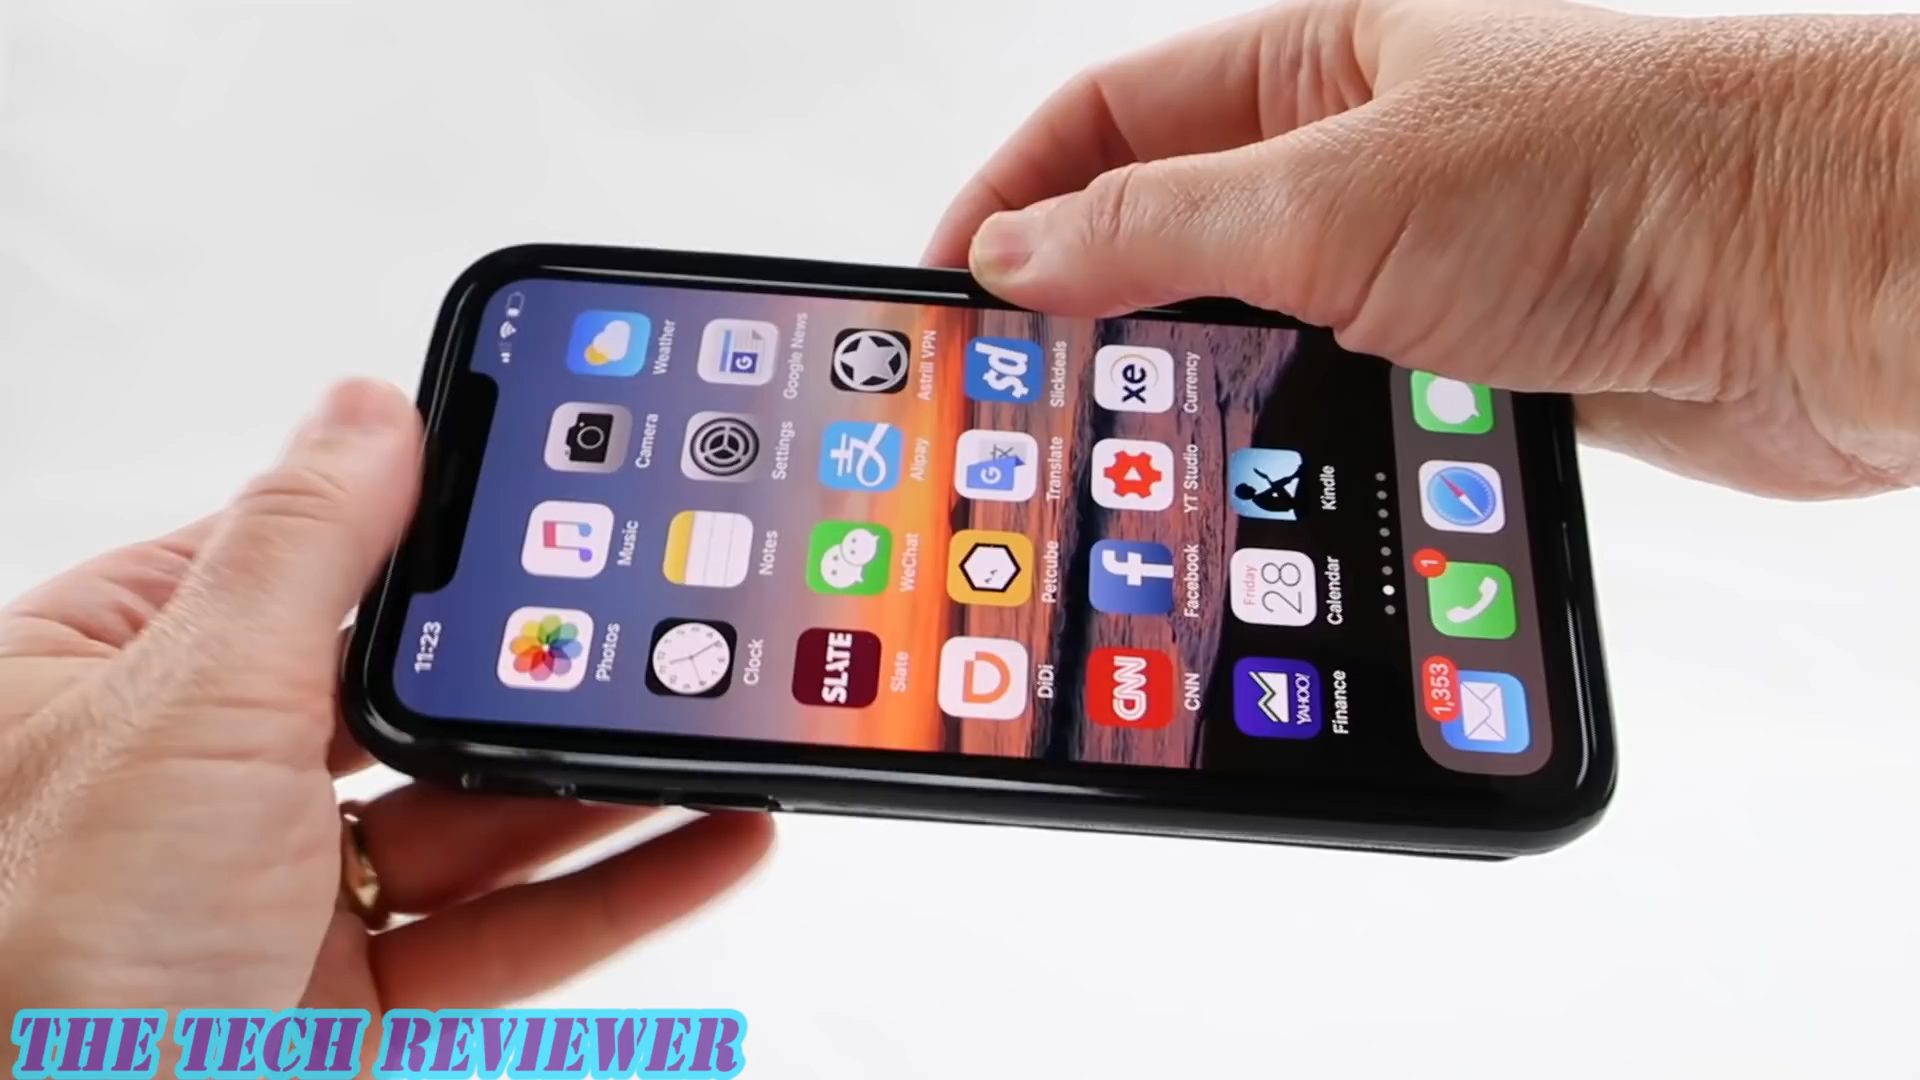 11:23
Photos
Music
Camera
Weather
Clock
Notes
Settings
Google News
SLATE
Slate
WeChat
Alipay
Astrill VPN
DiDi
Petcube
Translate
$d
Slickdeals
CNN
CNN
Facebook
YT Studio
xe
Currency
YAHOO!
Finance
Friday
28
Calendar
Kindle
1,353
1
THE TECH REVIEWER